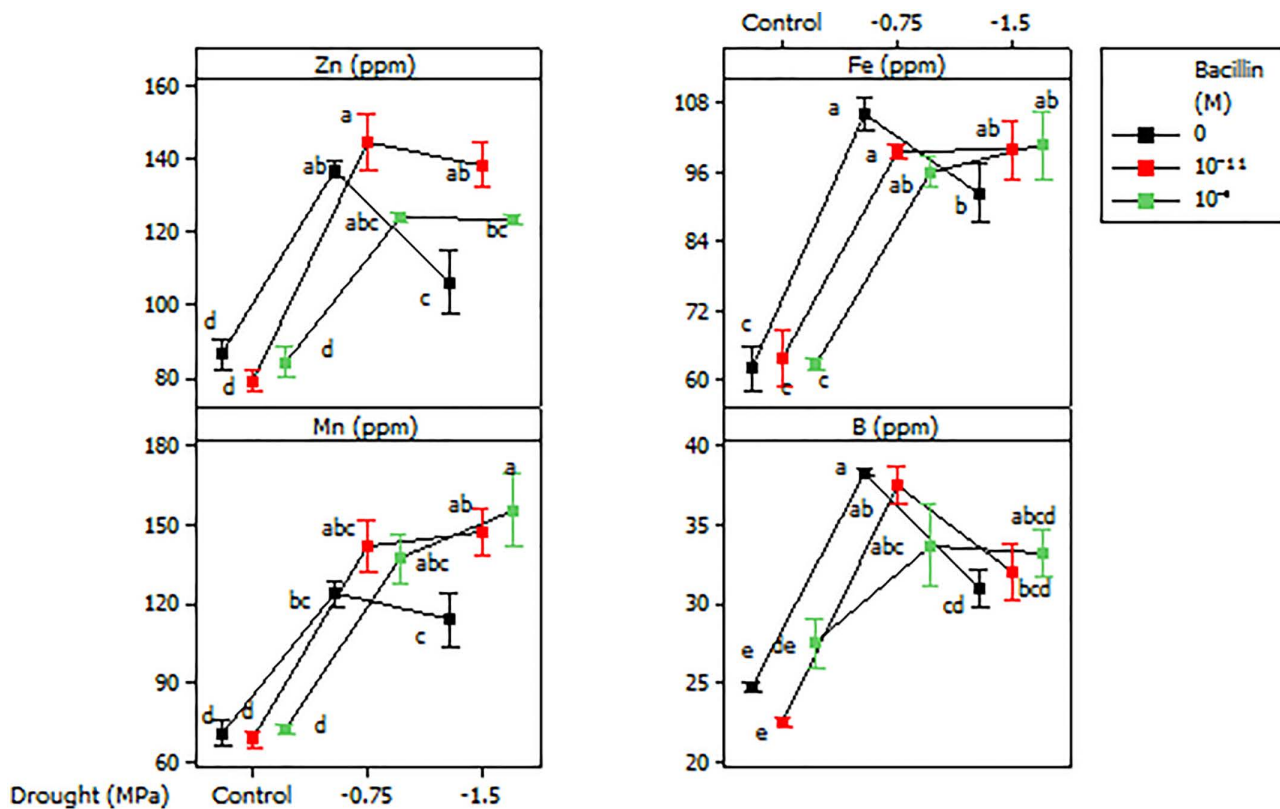 Control -0.75 -1.5
Zn (ppm)
160
140
120
100
80
a
ab
ab
abc
bc
c
d
d
d
Fe (ppm)
108
96
84
72
60
a
ab
ab
a
ab
b
c
c
c
Bacillin
(M)
0
10⁻¹¹
Mn (ppm)
180
150
120
90
60
a
ab
abc
abc
bc
c
d
d
d
B (ppm)
40
35
30
25
20
a
ab
abc
abcd
bcd
cd
e
de
e
Drought (MPa) Control -0.75 -1.5